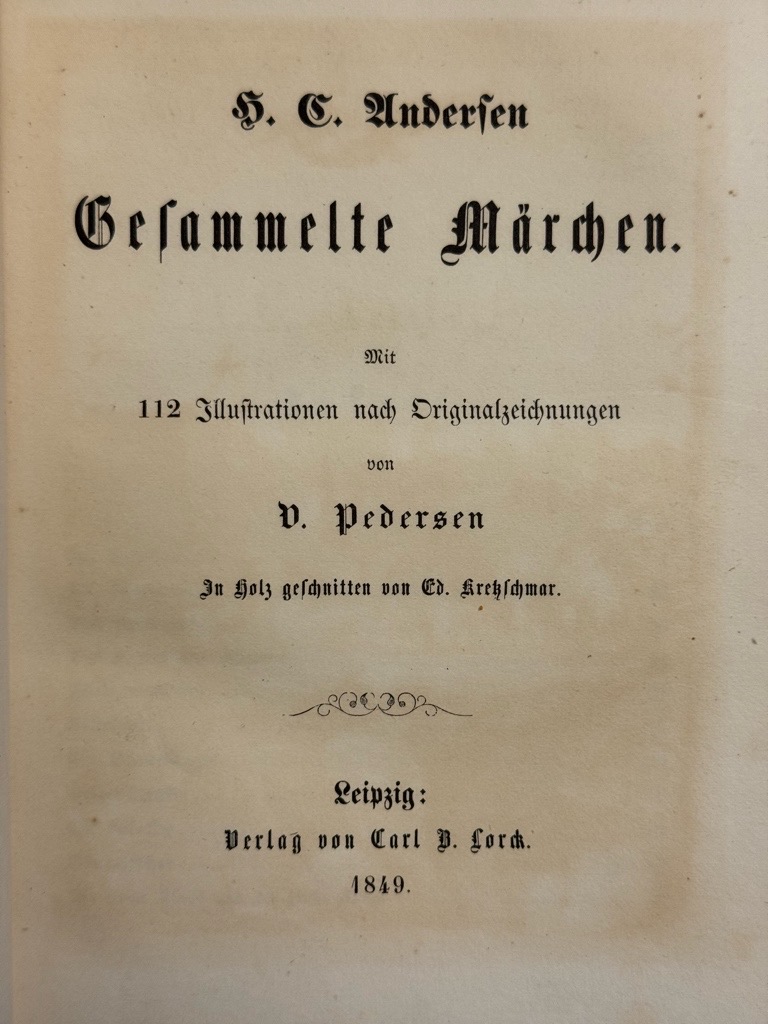 H. C. Anderſen
Geſammelte Märchen.
Mit
112 Illuſtrationen nach Originalzeichnungen
von
V. Pedersen
In Holz geſchnitten von Ed. Kretzſchmar.
Leipzig:
Verlag von Carl B. Lorck.
1849.